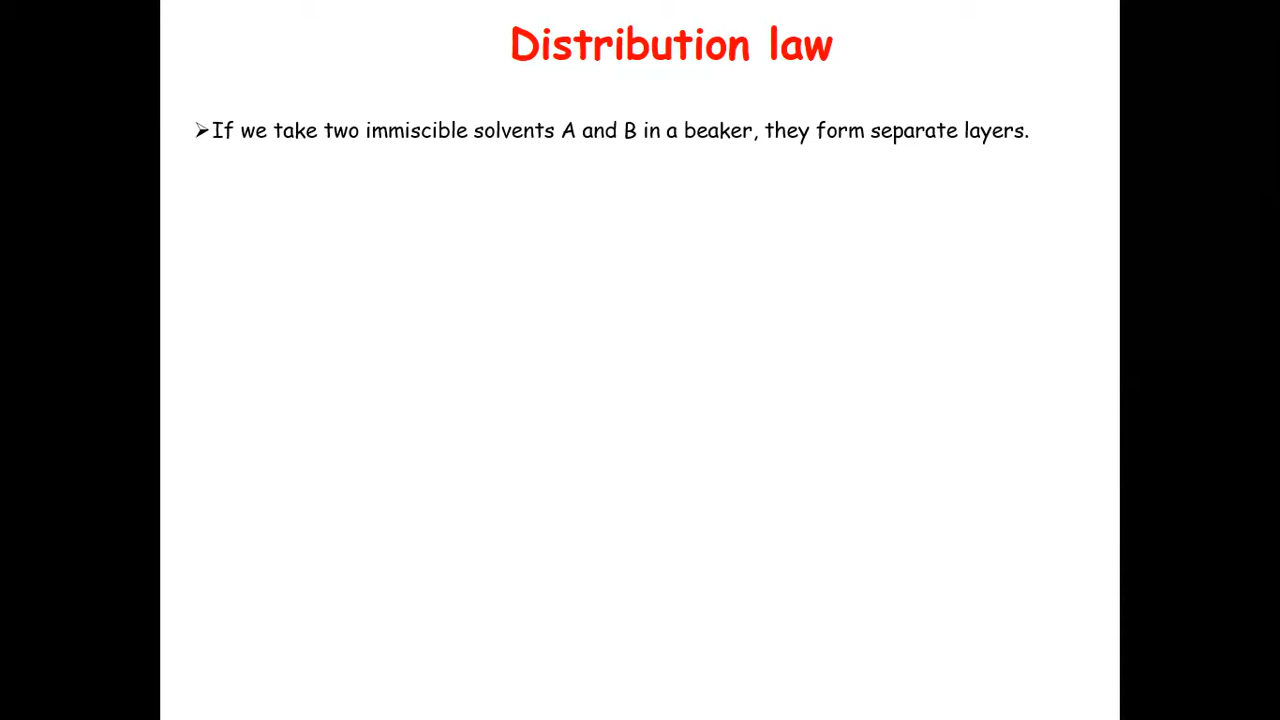 Distribution law
➢If we take two immiscible solvents A and B in a beaker, they form separate layers.